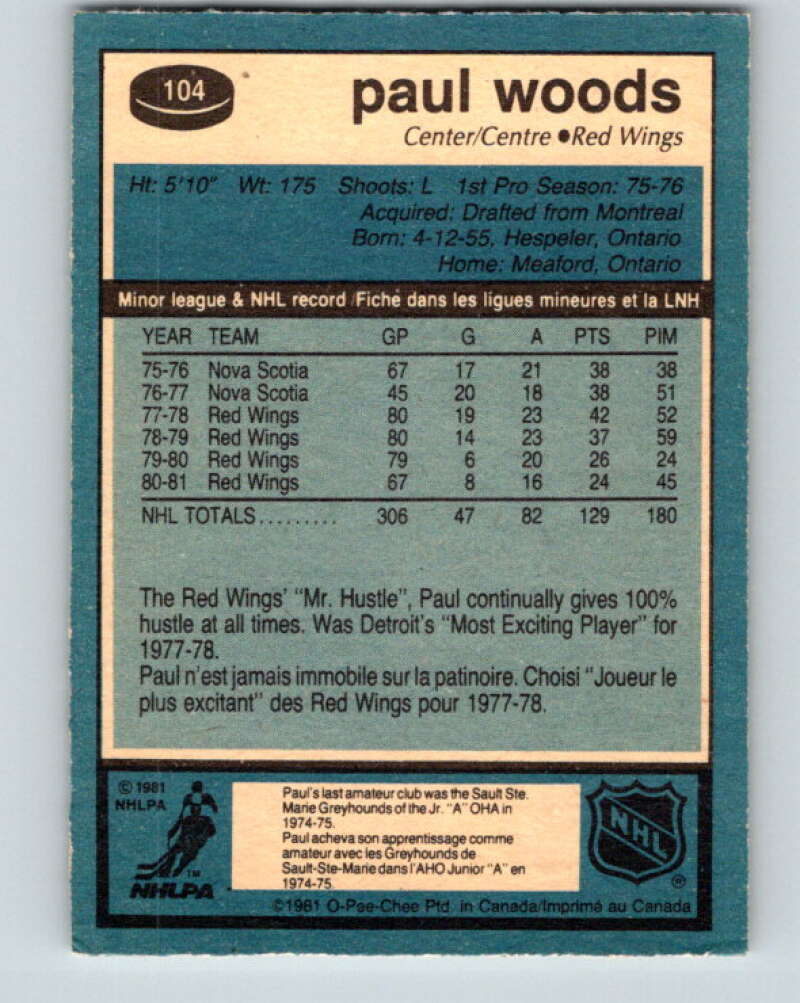 104
paul woods
Center/Centre ●Red Wings
Ht: 5'10" Wt: 175 Shoots: L 1st Pro Season: 75-76
Acquired: Drafted from Montreal
Born: 4-12-55, Hespeler, Ontario
Home: Meaford, Ontario
Minor league & NHL record/Fiche dans les ligues mineures et la LNH
YEAR TEAM GP G A PTS PIM
75-76 Nova Scotia 67 17 21 38 38
76-77 Nova Scotia 45 20 18 38 51
77-78 Red Wings 80 19 23 42 52
78-79 Red Wings 80 14 23 37 59
79-80 Red Wings 79 6 20 26 24
80-81 Red Wings 67 8 16 24 45
NHL TOTALS......... 306 47 82 129 180
The Red Wings' "Mr. Hustle", Paul continually gives 100%
hustle at all times. Was Detroit's "Most Exciting Player" for
1977-78.
Paul n'est jamais immobile sur la patinoire. Choisi "Joueur le
plus excitant" des Red Wings pour 1977-78.
© 1981
NHLPA
TM
NHLPA
Paul's last amateur club was the Sault Ste.
Marie Greyhounds of the Jr. "A" OHA in
1974-75.
Paul acheva son apprentissage comme
amateur avec les Greyhounds de
Sault-Ste-Marie dans l'AHO Junior "A" en
1974-75.
NHL
®
©1981 O-Pee-Chee Ptd. in Canada/Imprimé au Canada